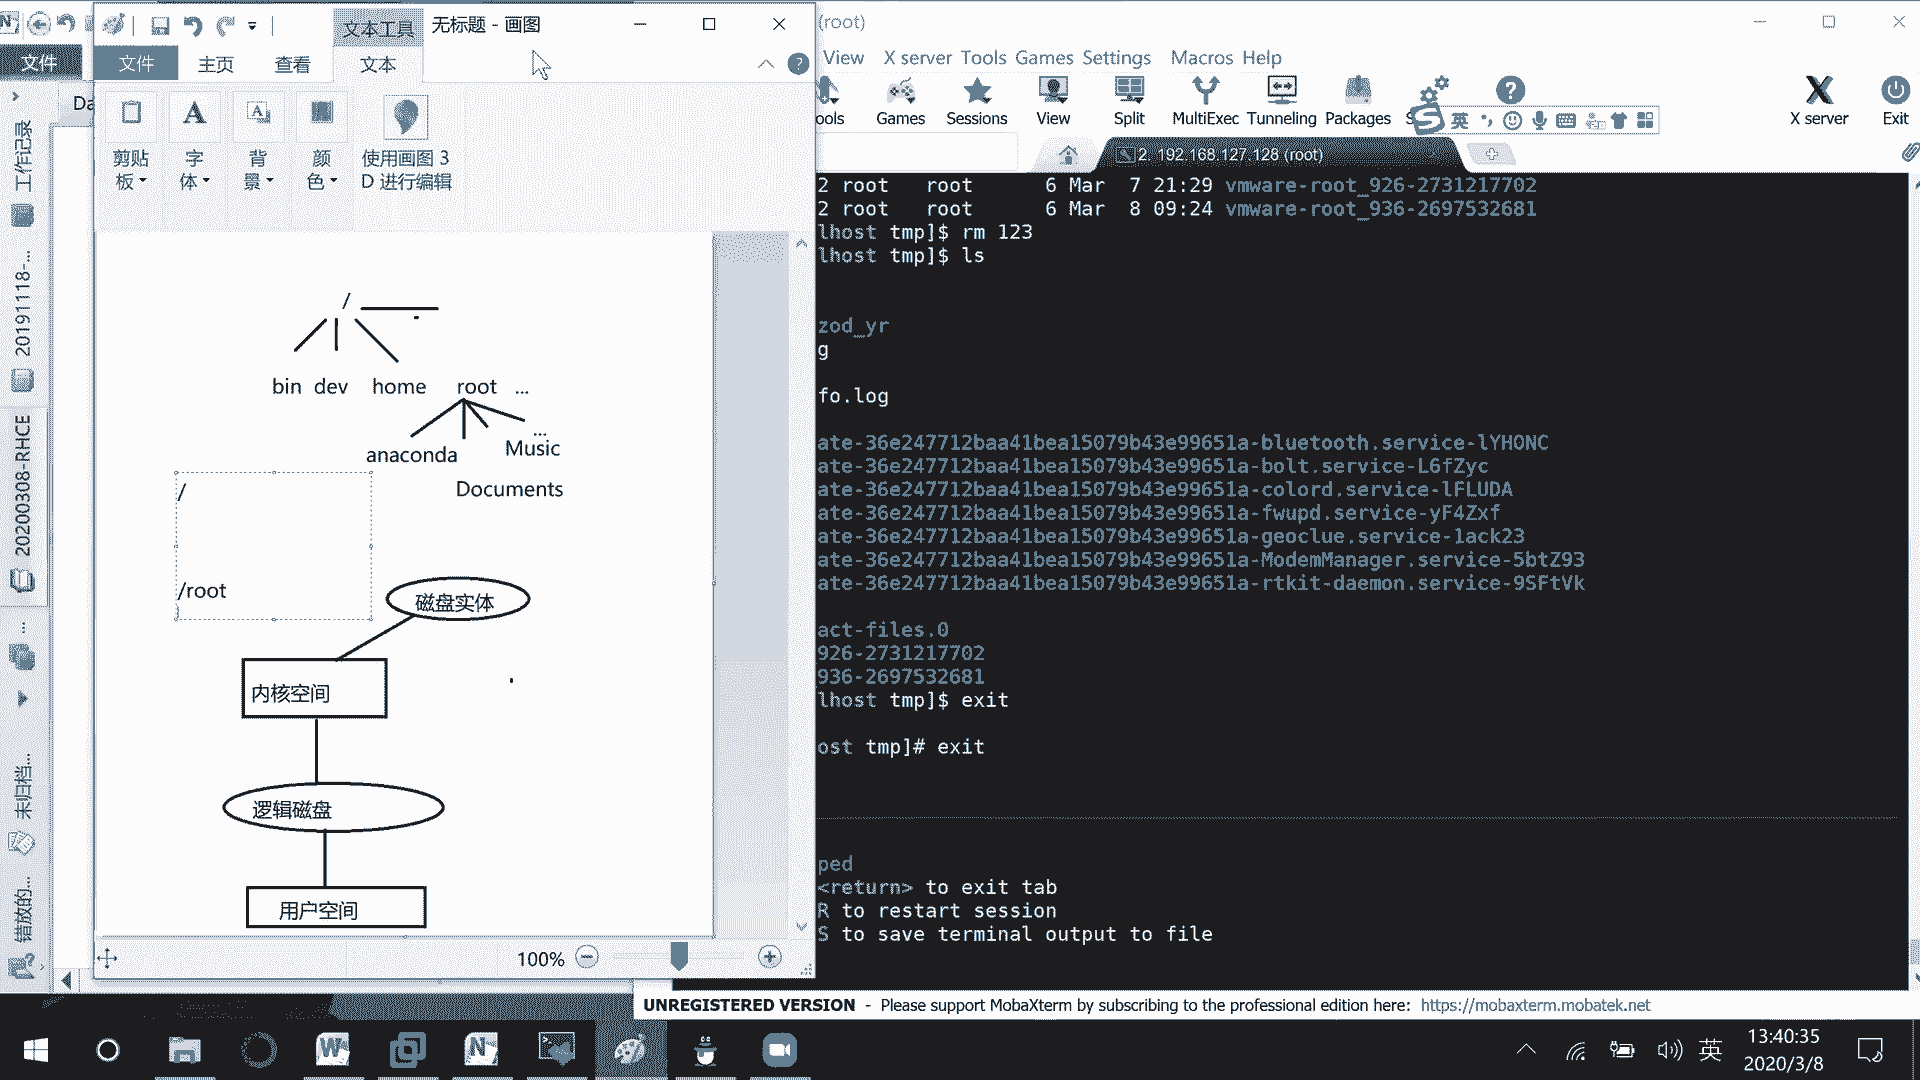 文本工具
无标题 - 画图
文件
文件
主页
查看
文本
剪贴板
字体
背景
颜色
使用画图 3D 进行编辑
工作记录
20191118-...
20200308-RHCE
...
未归档...
错放的...
/
bin dev home root ...
...
anaconda Music
Documents
/
/root
磁盘实体
内核空间
逻辑磁盘
用户空间
100%
(root)
View X server Tools Games Settings Macros Help
ools Games Sessions View Split MultiExec Tunneling Packages
X server Exit
英
2. 192.168.127.128 (root)
2 root root 6 Mar 7 21:29 vmware-root_926-2731217702
2 root root 6 Mar 8 09:24 vmware-root_936-2697532681
lhost tmp]$ rm 123
lhost tmp]$ ls
zod_yr
g
fo.log
ate-36e247712baa41bea15079b43e99651a-bluetooth.service-lYHONC
ate-36e247712baa41bea15079b43e99651a-bolt.service-L6fZyc
ate-36e247712baa41bea15079b43e99651a-colord.service-lFLUDA
ate-36e247712baa41bea15079b43e99651a-fwupd.service-yF4Zxf
ate-36e247712baa41bea15079b43e99651a-geoclue.service-1ack23
ate-36e247712baa41bea15079b43e99651a-ModemManager.service-5btZ93
ate-36e247712baa41bea15079b43e99651a-rtkit-daemon.service-9SFtVk
act-files.0
926-2731217702
936-2697532681
lhost tmp]$ exit
ost tmp]# exit
ped
<return> to exit tab
R to restart session
S to save terminal output to file
UNREGISTERED VERSION - Please support MobaXterm by subscribing to the professional edition here: https://mobaxterm.mobatek.net
英
13:40:35
2020/3/8